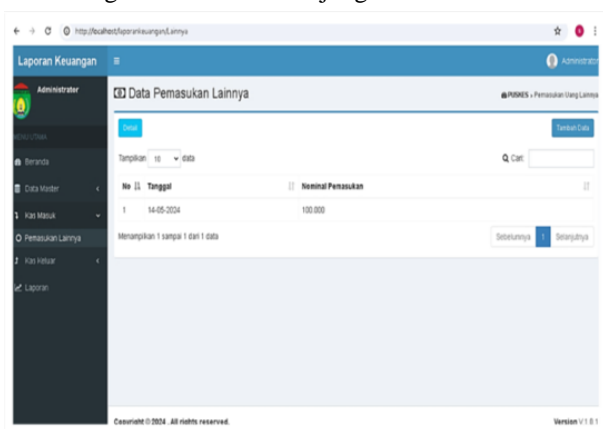 http://localhost/laporankeuangan/Lainnya
Laporan Keuangan
Administrator
Administrator
MENU UTAMA
Beranda
Data Master
Kas Masuk
Pemasukan Lainnya
Kas Keluar
Laporan
Data Pemasukan Lainnya
PUSKES > Pemasukan Uang Lainnya
Detail
Tambah Data
Tampilkan 10 data
Cari:
No Tanggal Nominal Pemasukan
1 14-05-2024 100.000
Menampilkan 1 sampai 1 dari 1 data
Sebelumnya 1 Selanjutnya
Copyright © 2024 . All rights reserved.
Version V.1.0.1